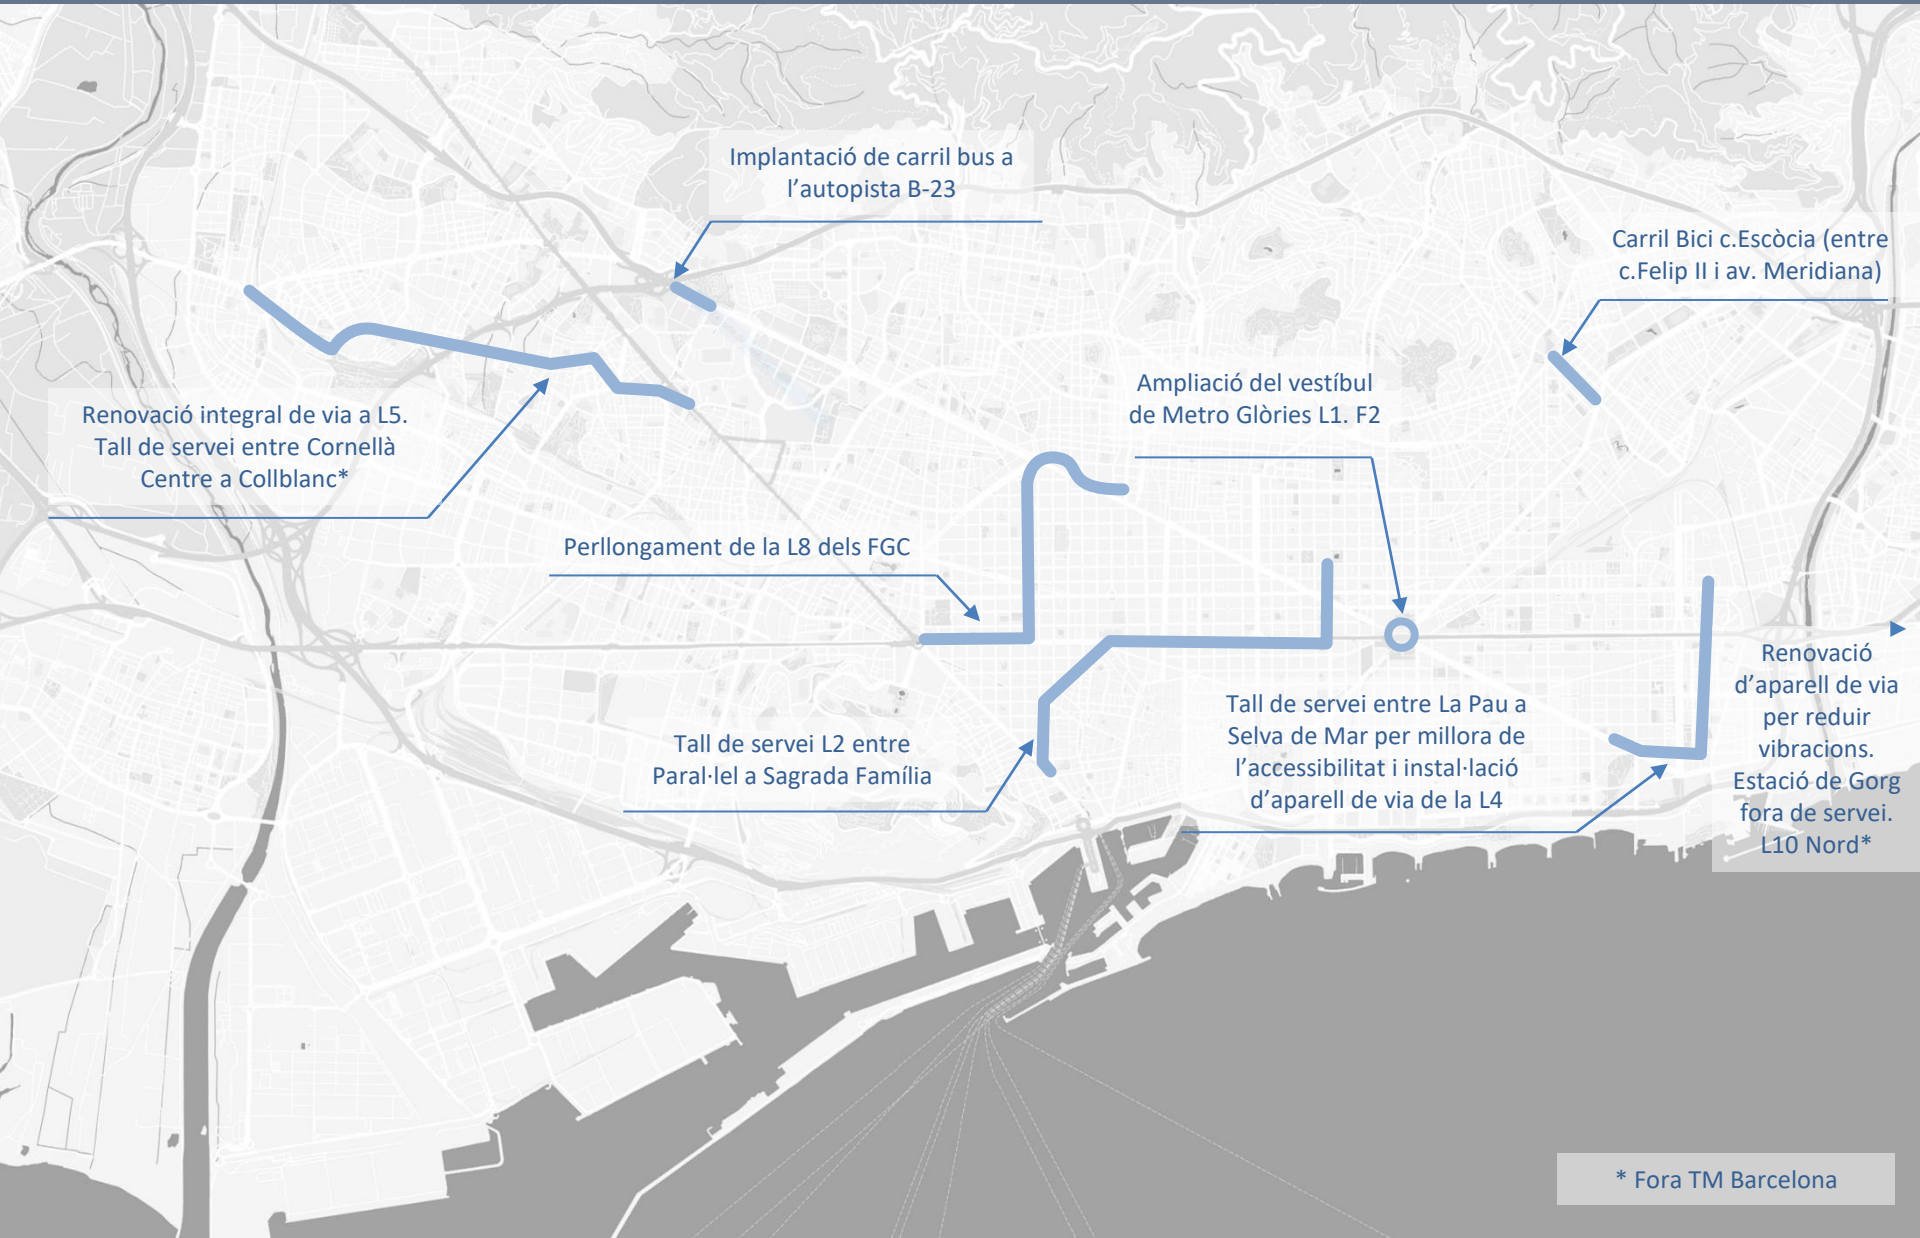 Implantació de carril bus a
l’autopista B-23
Carril Bici c.Escòcia (entre
c.Felip II i av. Meridiana)
Renovació integral de via a L5.
Tall de servei entre Cornellà
Centre a Collblanc*
Ampliació del vestíbul
de Metro Glòries L1. F2
Perllongament de la L8 dels FGC
Tall de servei L2 entre
Paral·lel a Sagrada Família
Tall de servei entre La Pau a
Selva de Mar per millora de
l’accessibilitat i instal·lació
d’aparell de via de la L4
Renovació
d’aparell de via
per reduir
vibracions.
Estació de Gorg
fora de servei.
L10 Nord*
* Fora TM Barcelona